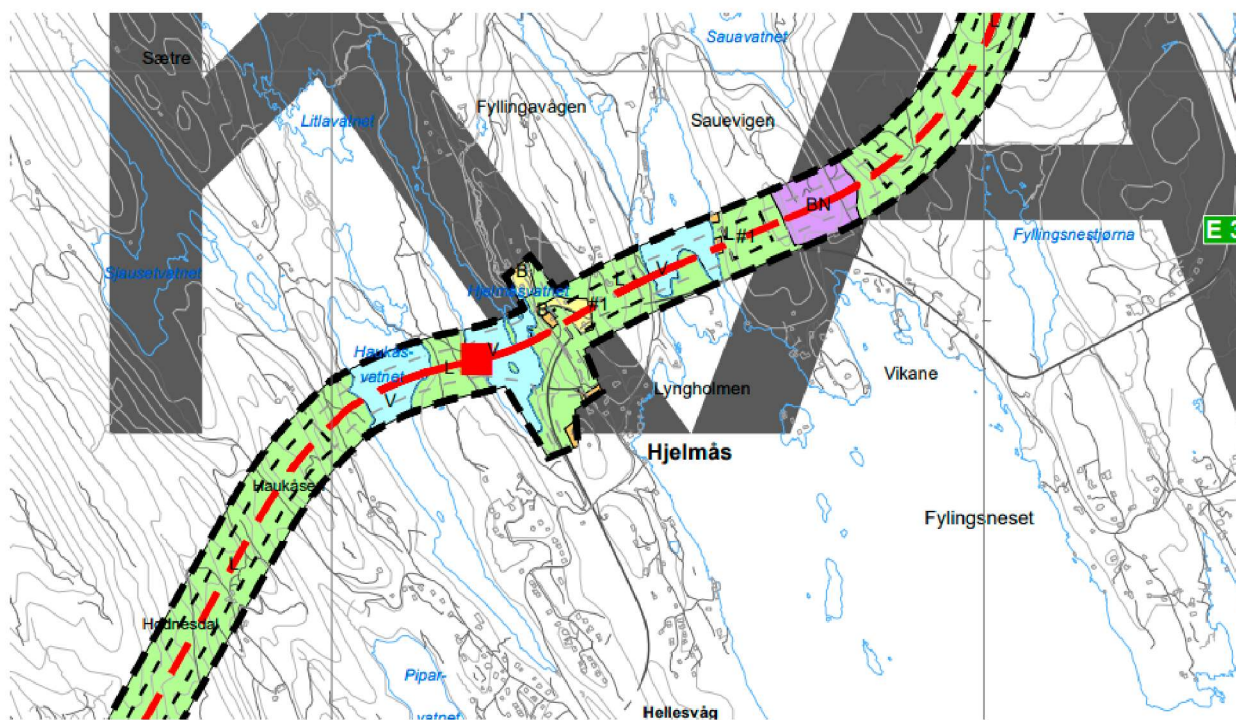 Sætre
Sauavatnet
Fyllingavågen
Litlavatnet
Sauevigen
L
BN
L
#1
E 3
Sjausetvatnet
Fyllingsnestjørna
B
L
V
Hjelmåsvatnet
#1
B
Haukås-
vatnet
L
V
V
Vikane
Lyngholmen
Hjelmås
Haukåse
Fylingsneset
L
Hodnesdal
Pipar-
vatnet
Hellesvåg